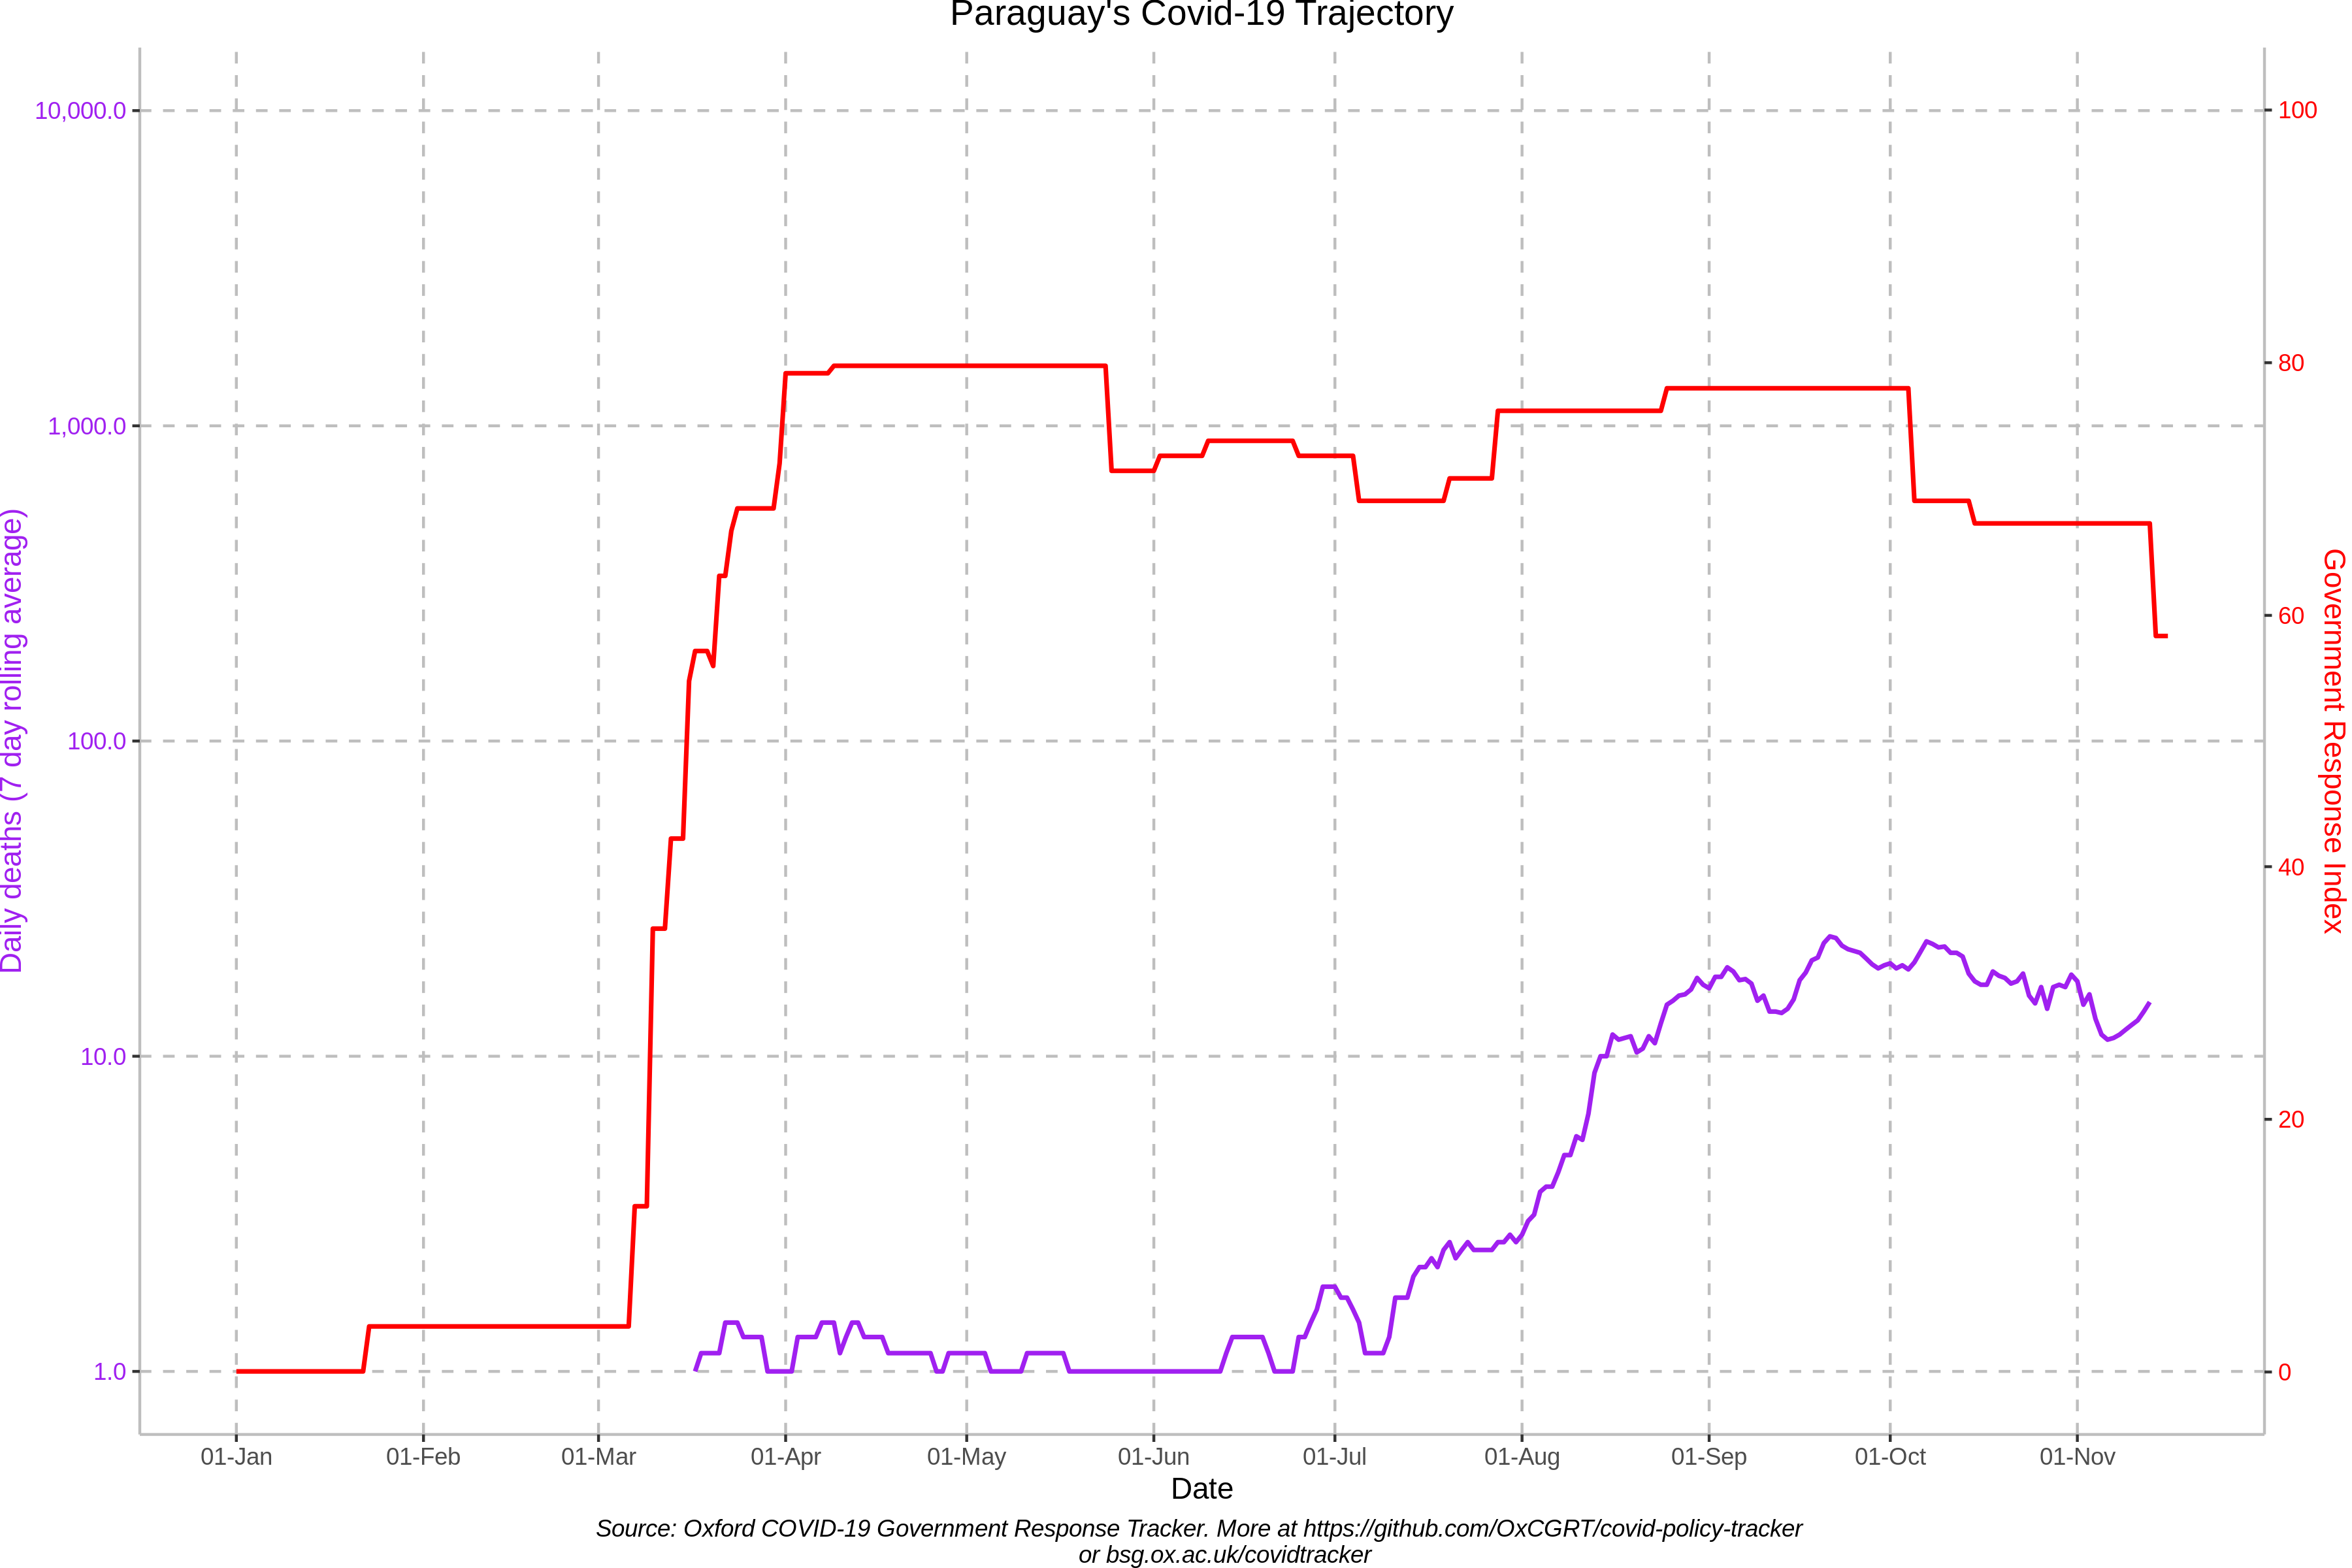 Paraguay's Covid-19 Trajectory
10,000.0
1,000.0
100.0
10.0
1.0
Daily deaths (7 day rolling average)
100
80
60
40
20
0
Government Response Index
01-Jan
01-Feb
01-Mar
01-Apr
01-May
01-Jun
01-Jul
01-Aug
01-Sep
01-Oct
01-Nov
Date
Source: Oxford COVID-19 Government Response Tracker. More at https://github.com/OxCGRT/covid-policy-tracker
or bsg.ox.ac.uk/covidtracker